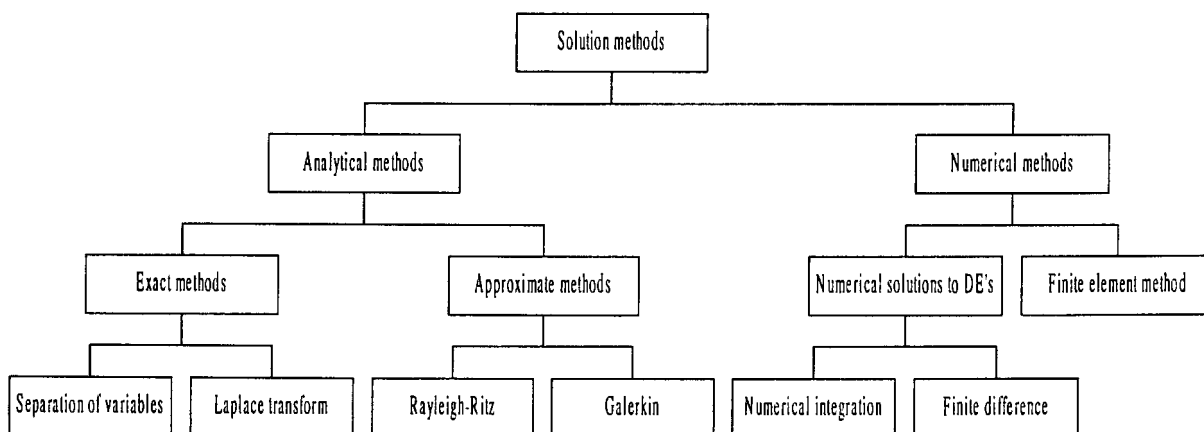 Solution methods
Analytical methods
Numerical methods
Exact methods
Approximate methods
Numerical solutions to DE's
Finite element method
Separation of variables
Laplace transform
Rayleigh-Ritz
Galerkin
Numerical integration
Finite difference